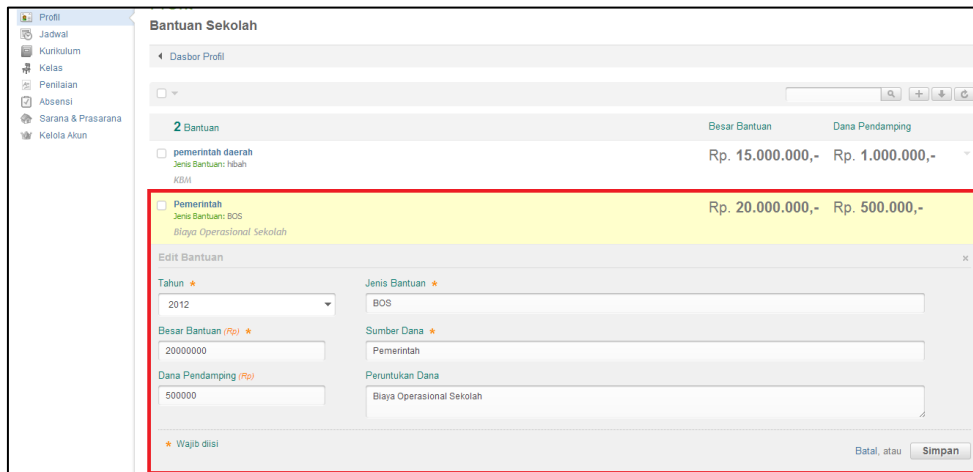 Profil
Jadwal
Kurikulum
Kelas
Penilaian
Absensi
Sarana & Prasarana
Kelola Akun
Bantuan Sekolah
Dasbor Profil
2 Bantuan Besar Bantuan Dana Pendamping
pemerintah daerah Rp. 15.000.000,- Rp. 1.000.000,-
Jenis Bantuan: hibah
KBM
Pemerintah Rp. 20.000.000,- Rp. 500.000,-
Jenis Bantuan: BOS
Biaya Operasional Sekolah
Edit Bantuan
Tahun * Jenis Bantuan *
2012 BOS
Besar Bantuan (Rp) * Sumber Dana *
20000000 Pemerintah
Dana Pendamping (Rp) Peruntukan Dana
500000 Biaya Operasional Sekolah
* Wajib diisi
Batal, atau Simpan